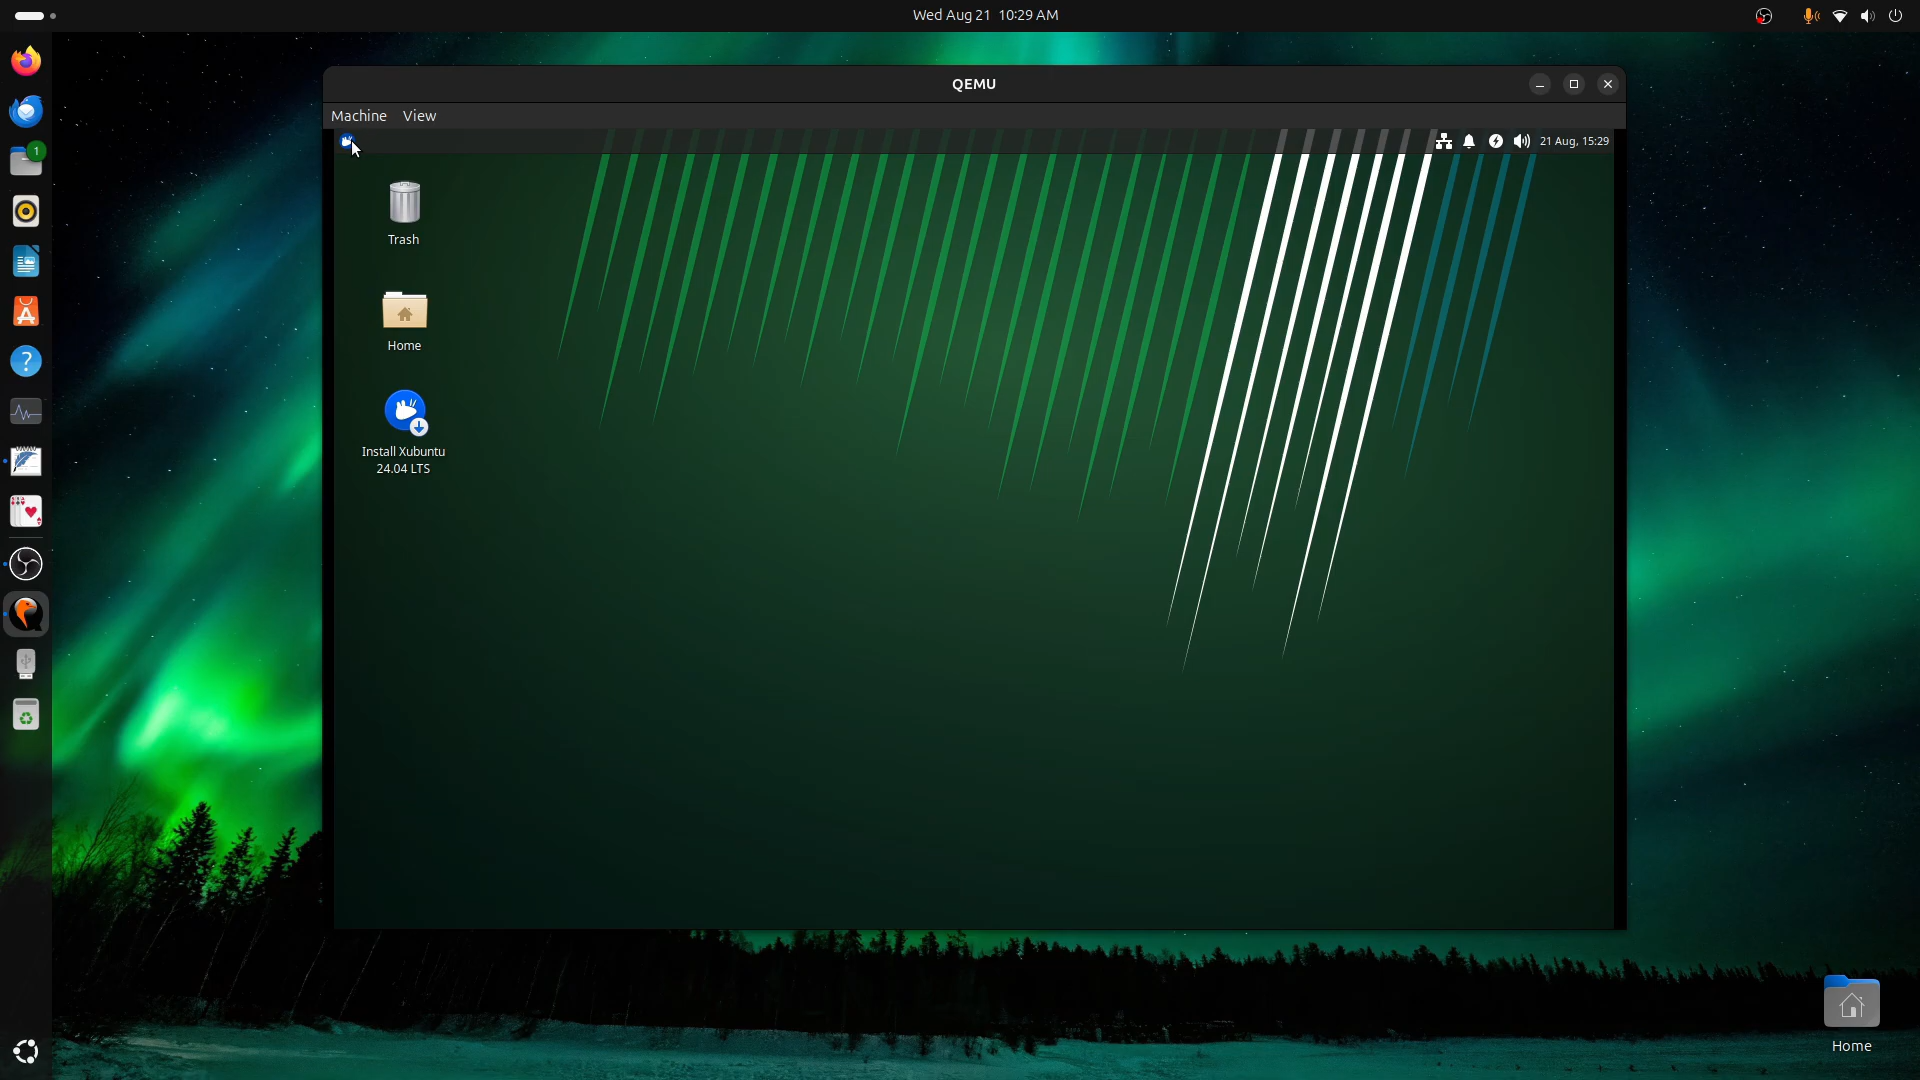 Wed Aug 21 10:29 AM
QEMU
Machine View
21 Aug, 15:29
Trash
Home
Install Xubuntu
24.04 LTS
1
Home